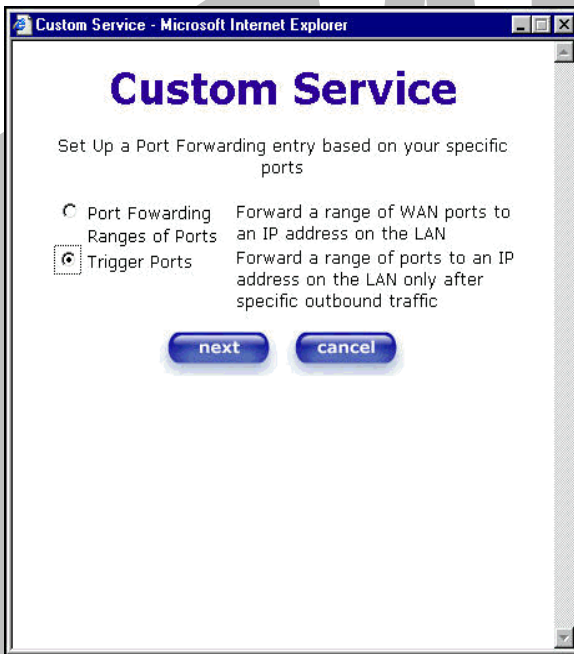 Custom Service - Microsoft Internet Explorer
Custom Service
Set Up a Port Forwarding entry based on your specific
ports
Port Fowarding
Ranges of Ports
Forward a range of WAN ports to
an IP address on the LAN
Trigger Ports
Forward a range of ports to an IP
address on the LAN only after
specific outbound traffic
next
cancel